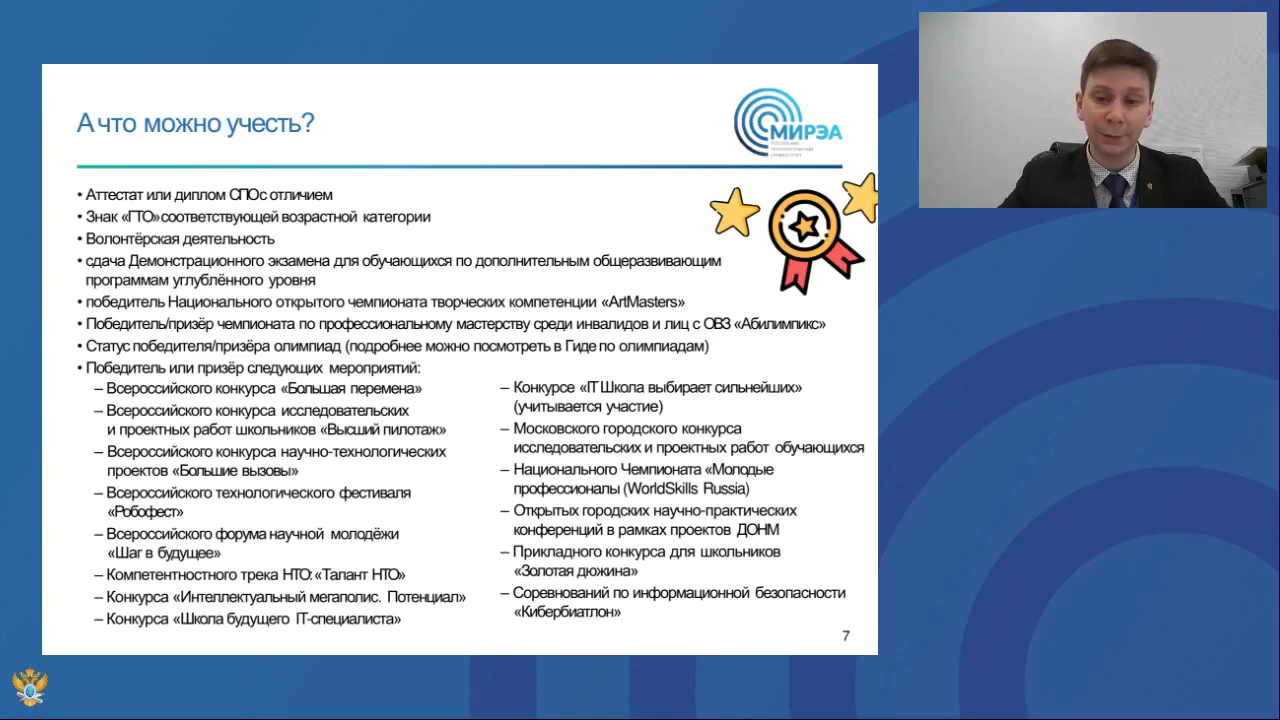 А что можно учесть?
МИРЭА
• Аттестат или диплом СПО с отличием
• Знак «ГТО» соответствующей возрастной категории
• Волонтёрская деятельность
• сдача Демонстрационного экзамена для обучающихся по дополнительным общеразвивающим
программам углублённого уровня
• победитель Национального открытого чемпионата творческих компетенции «ArtMasters»
• Победитель/призёр чемпионата по профессиональному мастерству среди инвалидов и лиц с ОВЗ «Абилимпикс»
• Статус победителя/призёра олимпиад (подробнее можно посмотреть в Гиде по олимпиадам)
• Победитель или призёр следующих мероприятий:
– Всероссийского конкурса «Большая перемена»
– Всероссийского конкурса исследовательских
и проектных работ школьников «Высший пилотаж»
– Всероссийского конкурса научно-технологических
проектов «Большие вызовы»
– Всероссийского технологического фестиваля
«Робофест»
– Всероссийского форума научной молодёжи
«Шаг в будущее»
– Компетентностного трека НТО: «Талант НТО»
– Конкурса «Интеллектуальный мегаполис. Потенциал»
– Конкурса «Школа будущего IT-специалиста»
– Конкурсе «IT Школа выбирает сильнейших»
(учитывается участие)
– Московского городского конкурса
исследовательских и проектных работ обучающихся
– Национального Чемпионата «Молодые
профессионалы (WorldSkills Russia)
– Открытых городских научно-практических
конференций в рамках проектов ДОНМ
– Прикладного конкурса для школьников
«Золотая дюжина»
– Соревнований по информационной безопасности
«Кибербиатлон»
7